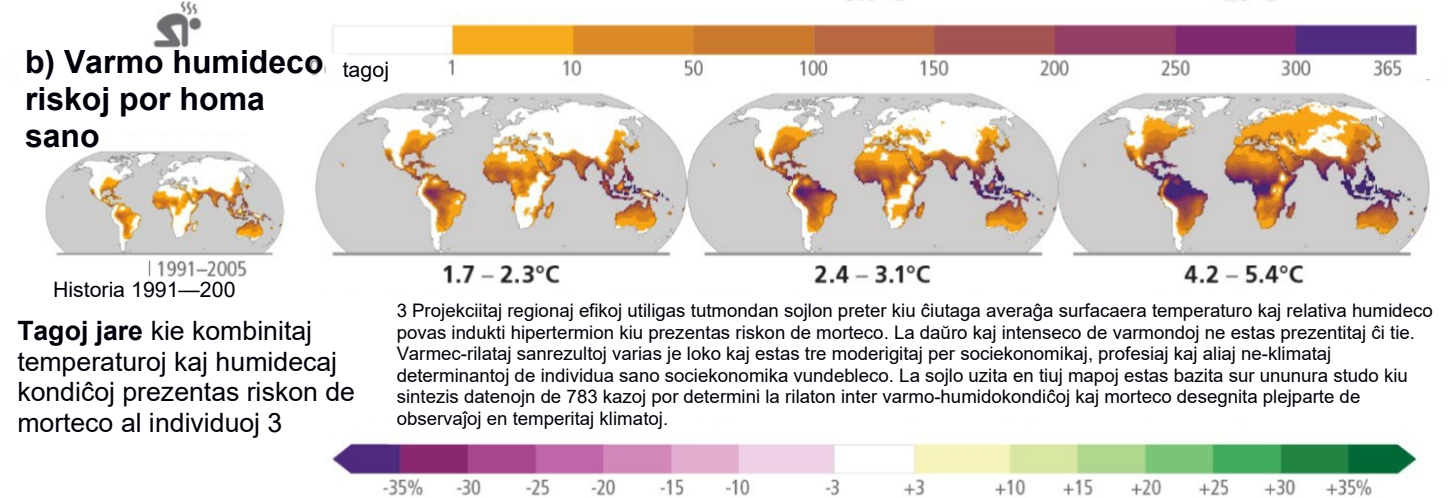 b) Varmo humideco
riskoj por homa
sano
tagoj 1 10 50 100 150 200 250 300 365
1991–2005
Historia 1991—200
1.7 – 2.3°C 2.4 – 3.1°C 4.2 – 5.4°C
Tagoj jare kie kombinitaj
temperaturoj kaj humidecaj
kondiĉoj prezentas riskon de
morteco al individuoj 3
3 Projekciitaj regionaj efikoj utiligas tutmondan sojlon preter kiu ĉiutaga averaĝa surfacaera temperaturo kaj relativa humideco
povas indukti hipertermion kiu prezentas riskon de morteco. La daŭro kaj intenseco de varmondoj ne estas prezentitaj ĉi tie.
Varmec-rilataj sanrezultoj varias je loko kaj estas tre moderigitaj per sociekonomikaj, profesiaj kaj aliaj ne-klimataj
determinantoj de individua sano sociekonomika vundebleco. La sojlo uzita en tiuj mapoj estas bazita sur ununura studo kiu
sintezis datenojn de 783 kazoj por determini la rilaton inter varmo-humidokondiĉoj kaj morteco desegnita plejparte de
observaĵoj en temperitaj klimatoj.
-35% -30 -25 -20 -15 -10 -3 +3 +10 +15 +20 +25 +30 +35%